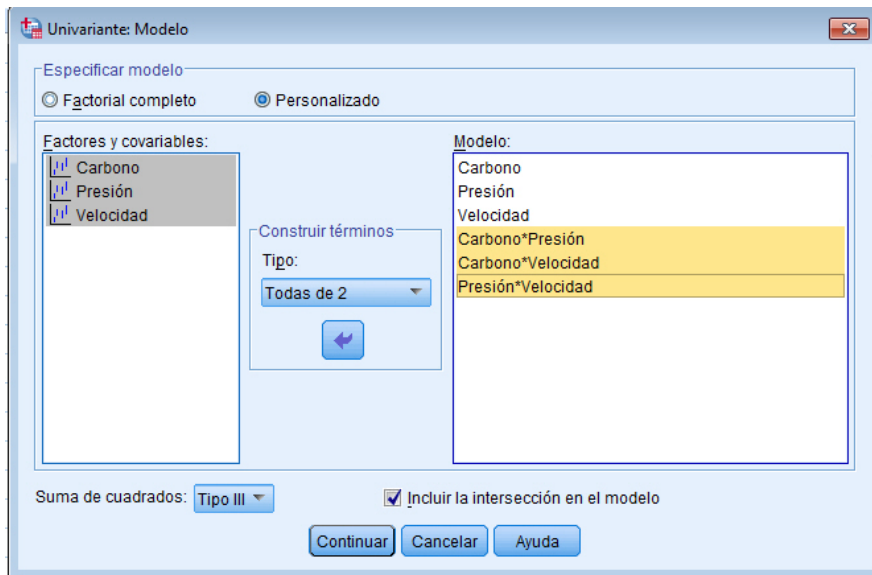 Univariante: Modelo
Especificar modelo
Factorial completo
Personalizado
Factores y covariables:
Carbono
Presión
Velocidad
Construir términos
Tipo:
Todas de 2
Modelo:
Carbono
Presión
Velocidad
Carbono*Presión
Carbono*Velocidad
Presión*Velocidad
Suma de cuadrados: Tipo III
Incluir la intersección en el modelo
Continuar
Cancelar
Ayuda